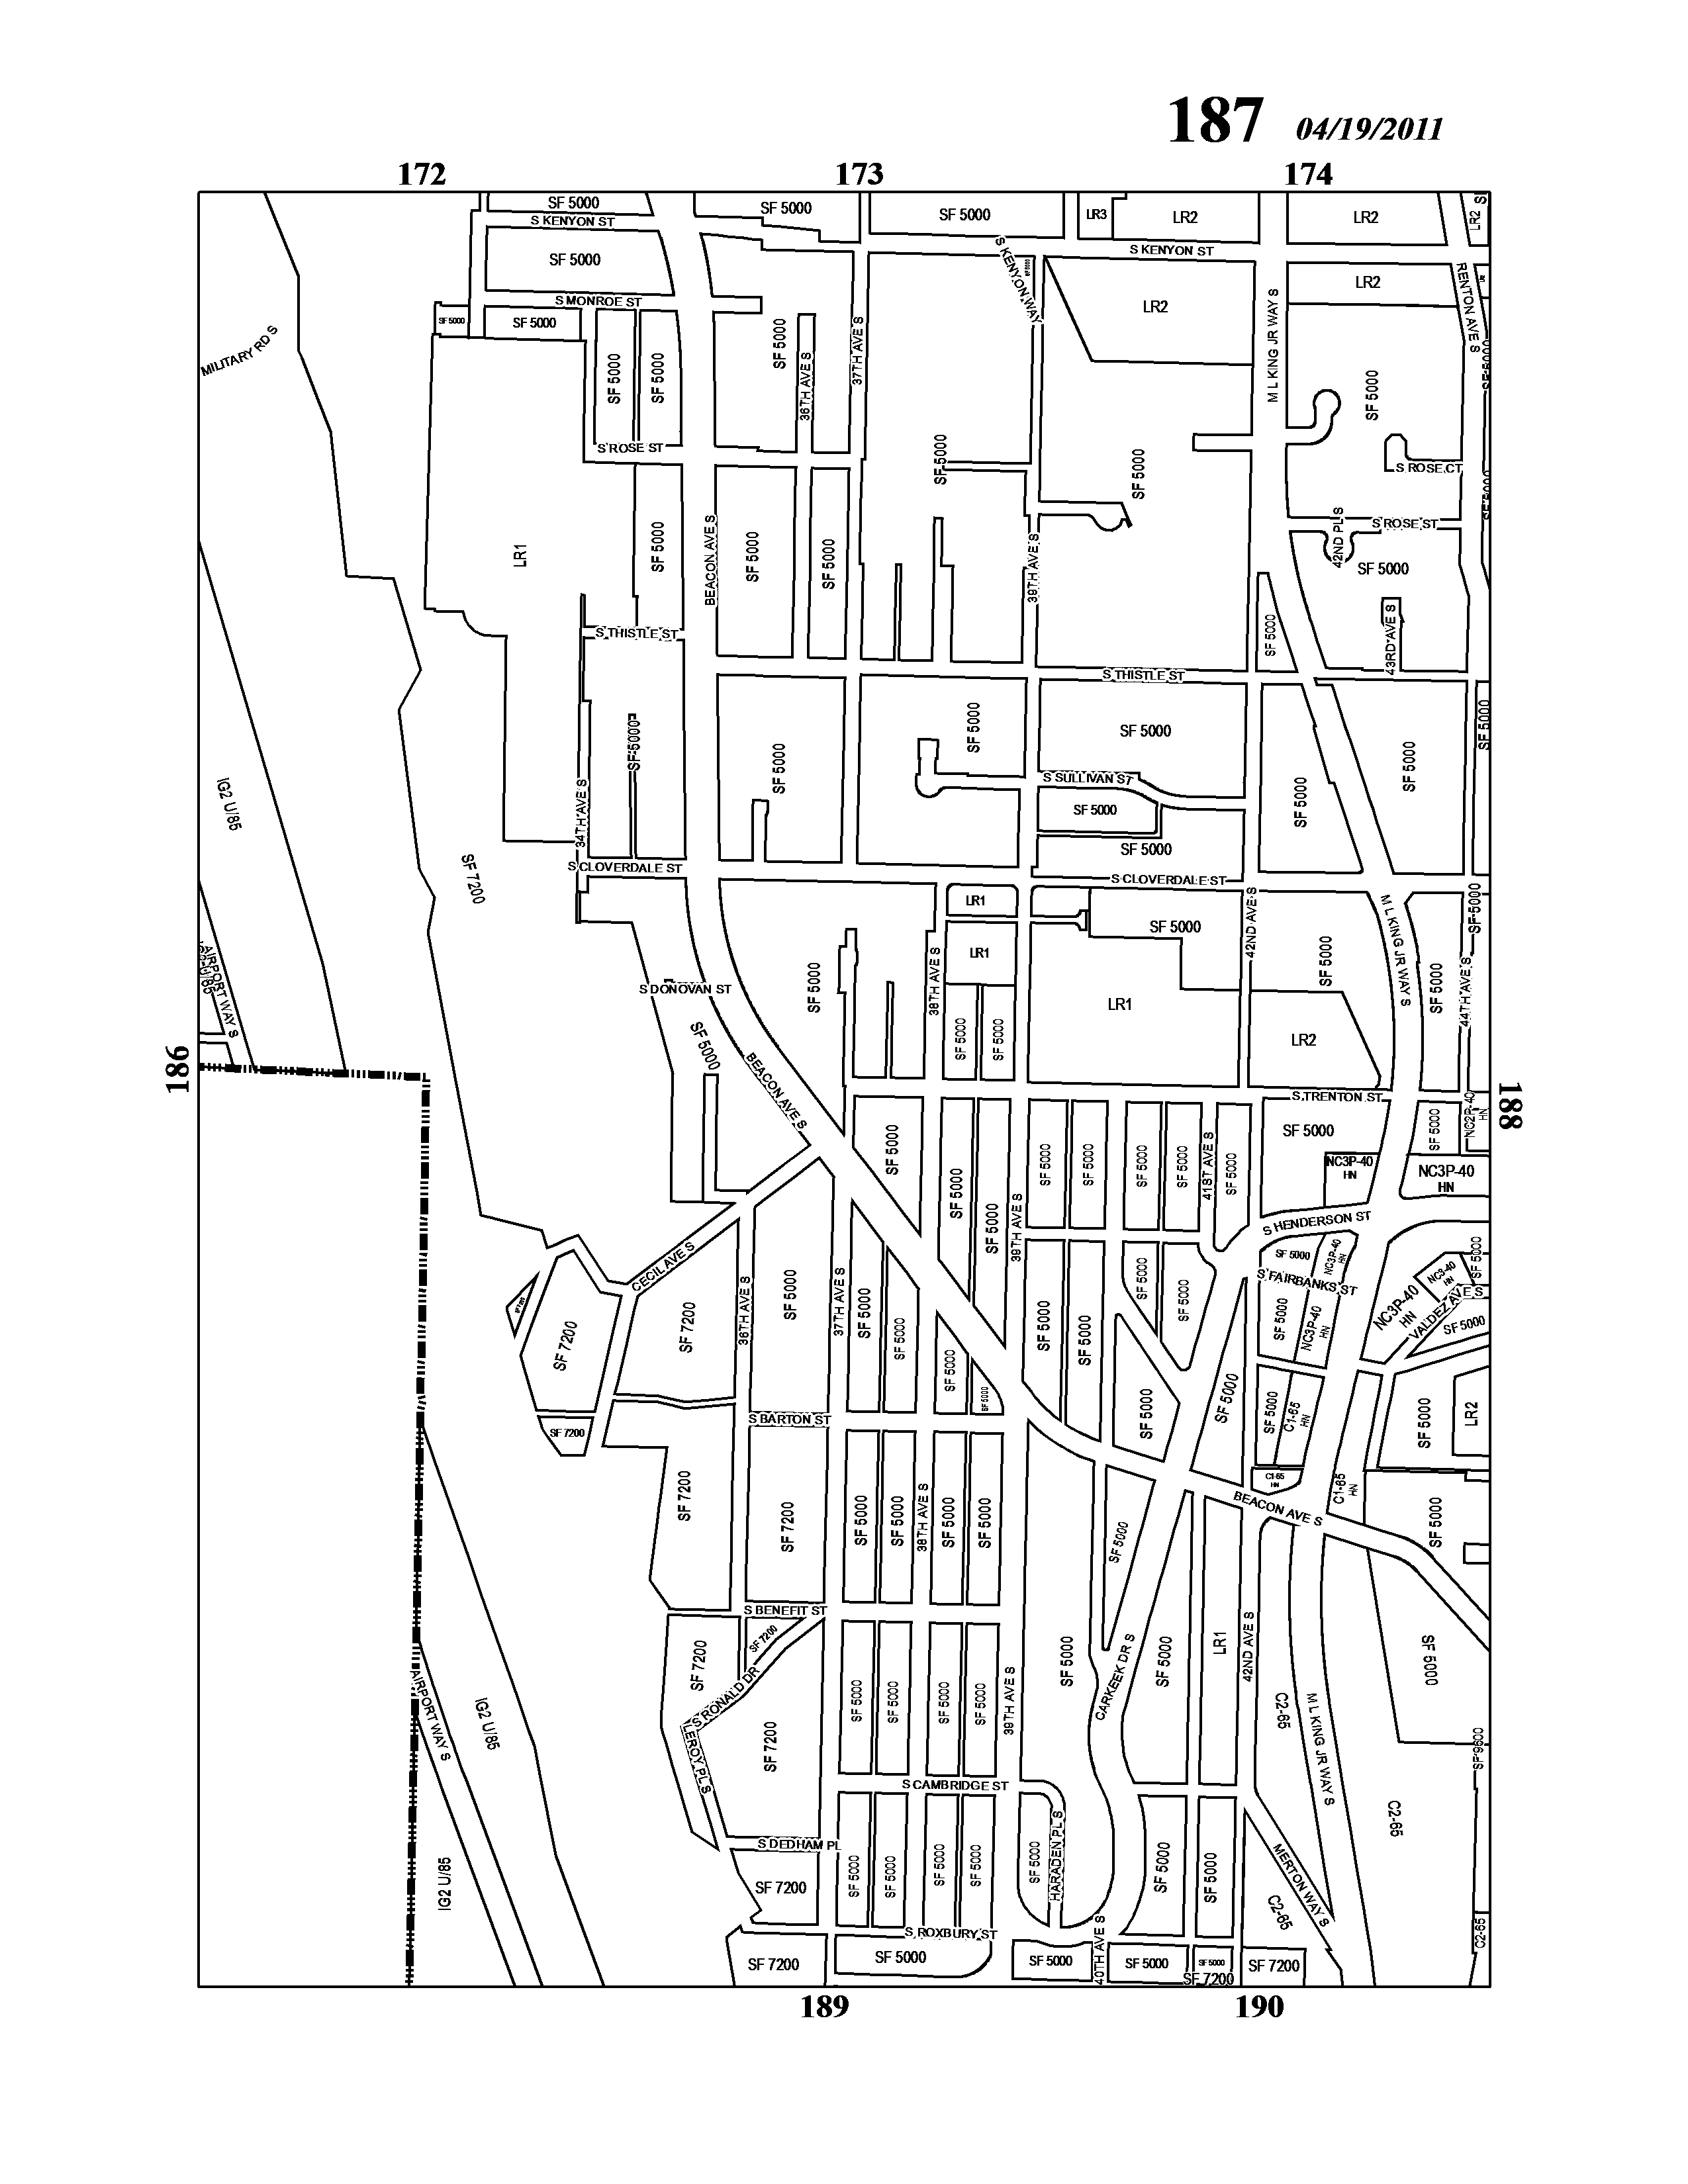 187 04/19/2011
172
173
174
SF 5000
SF 5000
SF 5000
LR3
LR2
LR2
LR2
S KENYON ST
S KENYON ST
S KENYON WAY
SF 5000
LR2
LR2
RENTON AVE S
S MONROE ST
SF 5000
SF 5000
MILITARY RD S
SF 5000
SF 5000
SF 5000
36TH AVE S
37TH AVE S
M L KING JR WAY S
SF 5000
SF 5000
S ROSE ST
SF 5000
SF 5000
S ROSE CT
SF 5000
S ROSE ST
42ND PL S
LR1
SF 5000
BEACON AVE S
SF 5000
SF 5000
39TH AVE S
SF 5000
S THISTLE ST
SF 5000
43RD AVE S
S THISTLE ST
SF 5000
SF 5000
SF 5000
SF 5000
SF 5000
SF 5000
IG2 U/85
34TH AVE S
S SULLIVAN ST
SF 5000
SF 5000
SF 5000
S CLOVERDALE ST
SF 7200
S CLOVERDALE ST
LR1
SF 5000
42ND AVE S
M L KING JR WAY S
SF 5000
AIRPORT WAY S
LR1
38TH AVE S
SF 5000
SF 5000
SF 5000
44TH AVE S
S DONOVAN ST
LR1
SF 5000
SF 5000
SF 5000
LR2
186
BEACON AVE S
188
S TRENTON ST
SF 5000
SF 5000
NC2P-40
HN
SF 5000
SF 5000
SF 5000
SF 5000
SF 5000
SF 5000
41ST AVE S
SF 5000
NC3P-40
HN
NC3P-40
HN
SF 5000
39TH AVE S
S HENDERSON ST
CECIL AVE S
SF 5000
NC3P-40
HN
SF 5000
SF 5000
SF 5000
S FAIRBANKS ST
NC3-40
HN
VALDEZ AVE S
NC3P-40
HN
SF 5000
SF 7200
SF 7200
36TH AVE S
SF 5000
37TH AVE S
SF 5000
SF 5000
SF 5000
SF 5000
SF 5000
NC3P-40
HN
SF 5000
SF 5000
SF 5000
SF 5000
SF 5000
C1-65
HN
SF 5000
LR2
S BARTON ST
SF 7200
C1-65
HN
C1-65
HN
SF 7200
SF 7200
SF 5000
SF 5000
38TH AVE S
SF 5000
SF 5000
BEACON AVE S
SF 5000
SF 5000
S BENEFIT ST
SF 7200
SF 7200
SF 5000
SF 5000
LR1
42ND AVE S
SF 5000
CARKEEK DR S
S RONALD DR
LEROY PL S
SF 5000
SF 5000
SF 5000
SF 5000
39TH AVE S
C2-65
M L KING JR WAY S
AIRPORT WAY S
IG2 U/85
SF 7200
SF 9600
S CAMBRIDGE ST
C2-65
S DEDHAM PL
HARADEN PL S
SF 5000
SF 5000
SF 5000
SF 5000
SF 5000
SF 5000
SF 5000
MERTON WAY S
IG2 U/85
SF 7200
C2-65
S ROXBURY ST
C2-65
SF 7200
SF 5000
SF 5000
40TH AVE S
SF 5000
SF 5000
SF 7200
SF 7200
189
190